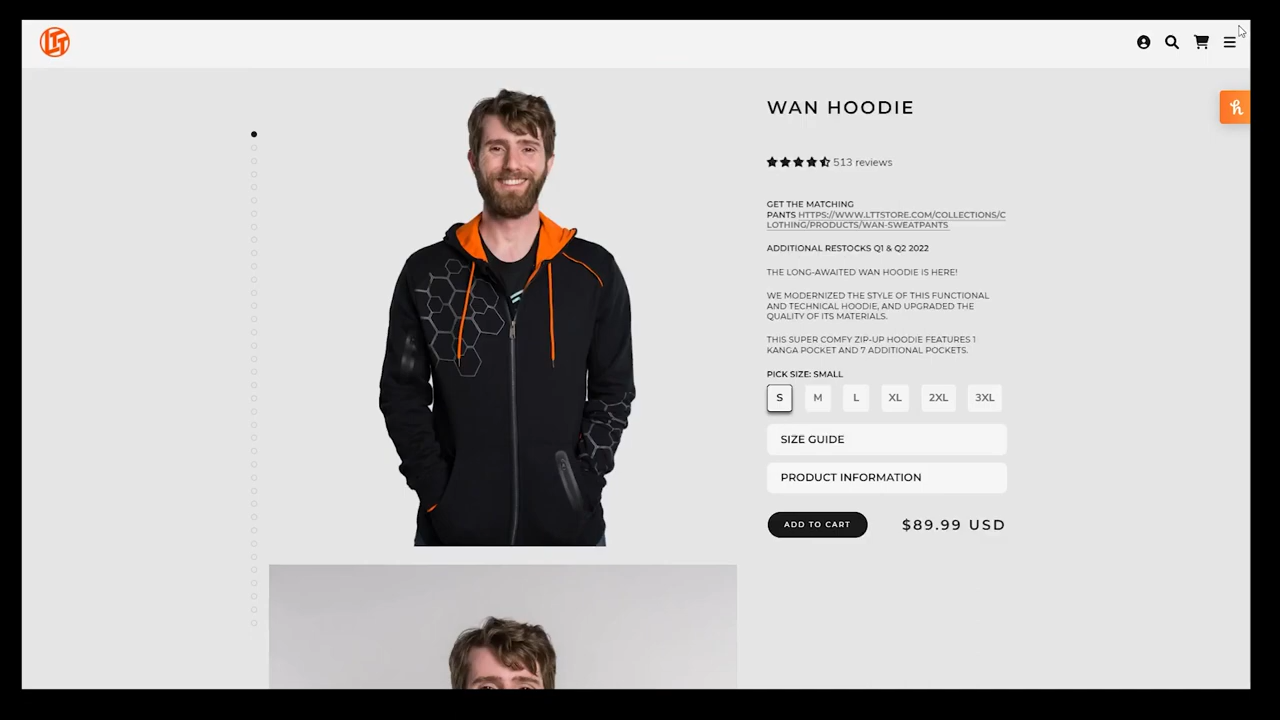 LTT
WAN HOODIE
513 reviews
GET THE MATCHING
PANTS HTTPS://WWW.LTTSTORE.COM/COLLECTIONS/C
LOTHING/PRODUCTS/WAN-SWEATPANTS
ADDITIONAL RESTOCKS Q1 & Q2 2022
THE LONG-AWAITED WAN HOODIE IS HERE!
WE MODERNIZED THE STYLE OF THIS FUNCTIONAL
AND TECHNICAL HOODIE, AND UPGRADED THE
QUALITY OF ITS MATERIALS.
THIS SUPER COMFY ZIP-UP HOODIE FEATURES 1
KANGA POCKET AND 7 ADDITIONAL POCKETS.
PICK SIZE: SMALL
S M L XL 2XL 3XL
SIZE GUIDE
PRODUCT INFORMATION
ADD TO CART $89.99 USD